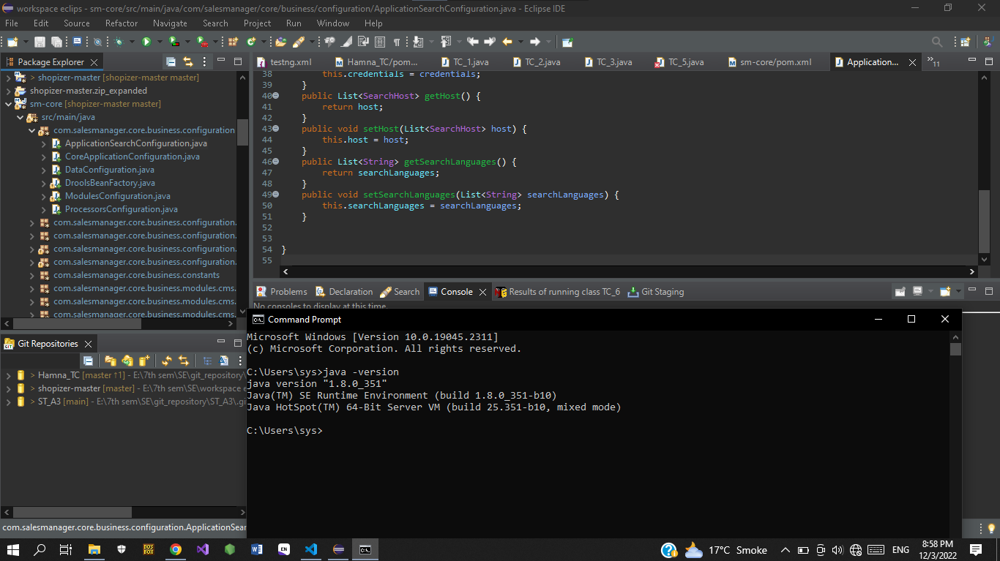 workspace eclips - sm-core/src/main/java/com/salesmanager/core/business/configuration/ApplicationSearchConfiguration.java - Eclipse IDE
File Edit Source Refactor Navigate Search Project Run Window Help
Package Explorer
> shopizer-master [shopizer-master master]
shopizer-master.zip_expanded
sm-core [shopizer-master master]
src/main/java
com.salesmanager.core.business.configuration
ApplicationSearchConfiguration.java
CoreApplicationConfiguration.java
DataConfiguration.java
DroolsBeanFactory.java
ModulesConfiguration.java
ProcessorsConfiguration.java
com.salesmanager.core.business.configuration.
com.salesmanager.core.business.configuration.
com.salesmanager.core.business.configuration.
com.salesmanager.core.business.configuration.
com.salesmanager.core.business.constants
com.salesmanager.core.business.modules.cms.
com.salesmanager.core.business.modules.cms.
com.salesmanager.core.business.modules.cms.
testng.xml Hamna_TC/pom... TC_1.java TC_2.java TC_3.java TC_5.java sm-core/pom.xml Application... »11
38 this.credentials = credentials;
39 }
40 public List<SearchHost> getHost() {
41 return host;
42 }
43 public void setHost(List<SearchHost> host) {
44 this.host = host;
45 }
46 public List<String> getSearchLanguages() {
47 return searchLanguages;
48 }
49 public void setSearchLanguages(List<String> searchLanguages) {
50 this.searchLanguages = searchLanguages;
51 }
52
53
54 }
55
Problems Declaration Search Console Results of running class TC_6 Git Staging
No consoles to display at this time.
Git Repositories
> Hamna_TC [master ↑1] - E:\7th sem\SE\git_repository\
> shopizer-master [master] - E:\7th sem\SE\workspace e
> ST_A3 [main] - E:\7th sem\SE\git_repository\ST_A3\.gi
Command Prompt
Microsoft Windows [Version 10.0.19045.2311]
(c) Microsoft Corporation. All rights reserved.
C:\Users\sys>java -version
java version "1.8.0_351"
Java(TM) SE Runtime Environment (build 1.8.0_351-b10)
Java HotSpot(TM) 64-Bit Server VM (build 25.351-b10, mixed mode)
C:\Users\sys>
com.salesmanager.core.business.configuration.ApplicationSear
DOS BOX
EN
17°C Smoke
ENG
8:58 PM
12/3/2022